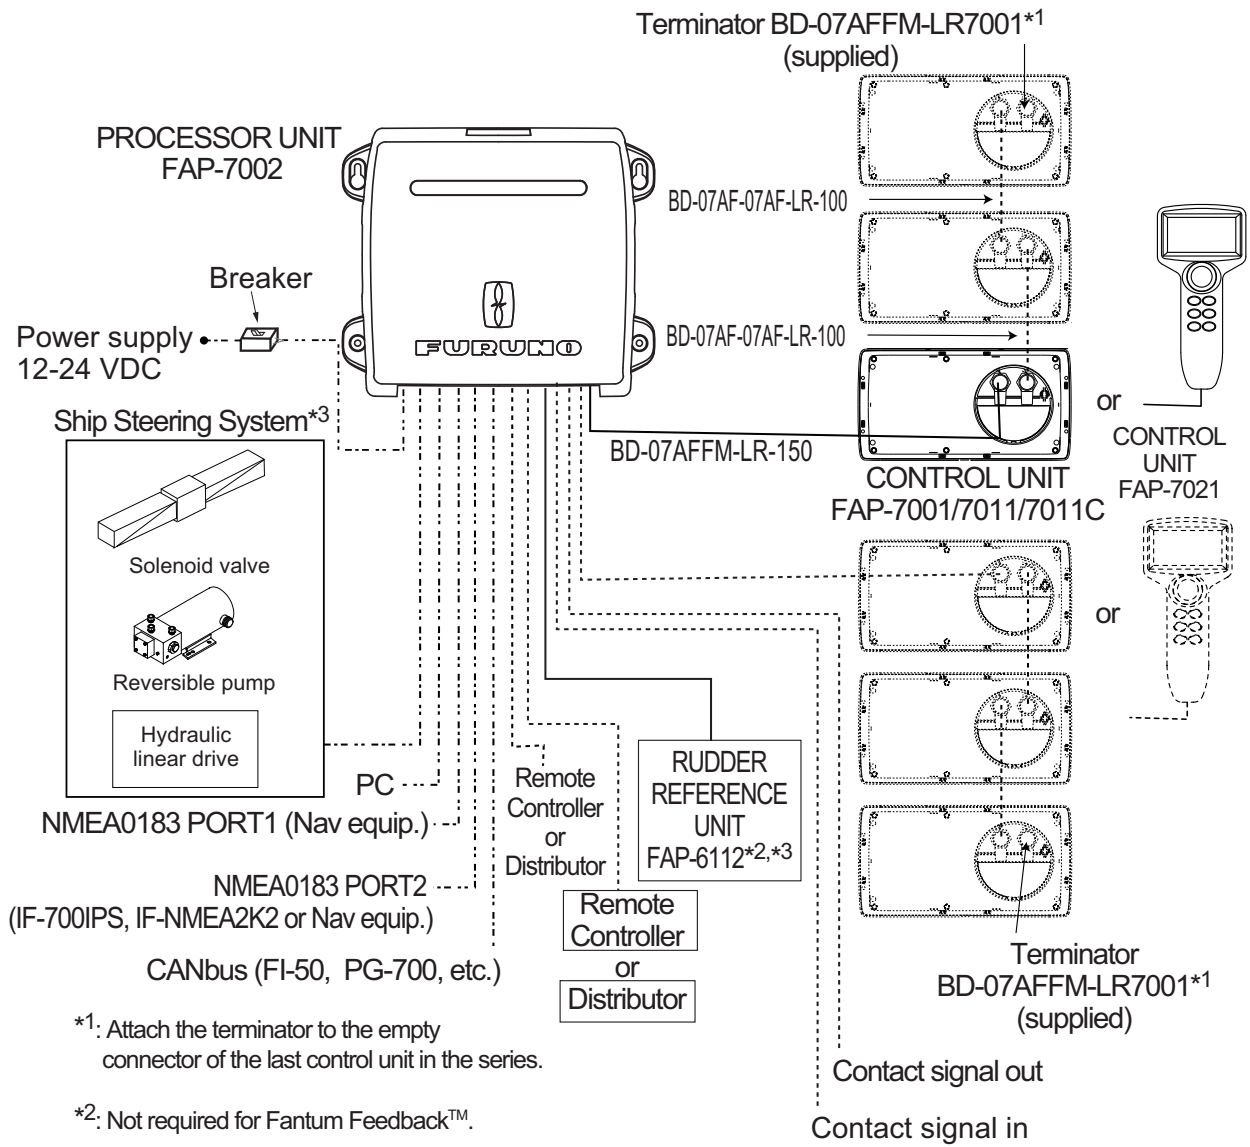 Terminator BD-07AFFM-LR7001*1
(supplied)
PROCESSOR UNIT
FAP-7002
BD-07AF-07AF-LR-100
Breaker
Power supply
12-24 VDC
FURUNO
BD-07AF-07AF-LR-100
or
CONTROL
UNIT
FAP-7021
Ship Steering System*3
BD-07AFFM-LR-150
CONTROL UNIT
FAP-7001/7011/7011C
Solenoid valve
or
Reversible pump
Hydraulic
linear drive
PC
NMEA0183 PORT1 (Nav equip.)
NMEA0183 PORT2
(IF-700IPS, IF-NMEA2K2 or Nav equip.)
CANbus (FI-50, PG-700, etc.)
Remote
Controller
or
Distributor
Remote
Controller
or
Distributor
RUDDER
REFERENCE
UNIT
FAP-6112*2,*3
Terminator
BD-07AFFM-LR7001*1
(supplied)
Contact signal out
Contact signal in
*1: Attach the terminator to the empty
connector of the last control unit in the series.
*2: Not required for Fantum Feedback™.